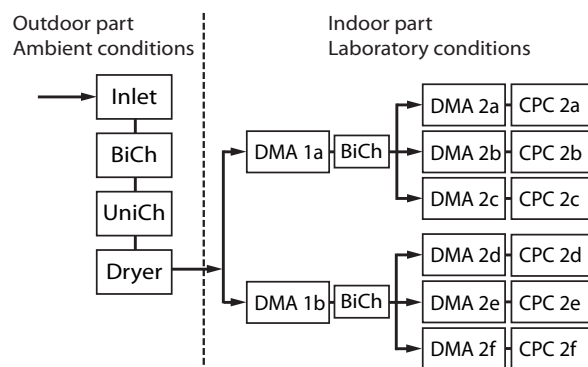 Outdoor part
Ambient conditions
Indoor part
Laboratory conditions
Inlet
BiCh
UniCh
Dryer
DMA 1a
BiCh
DMA 2a
CPC 2a
DMA 2b
CPC 2b
DMA 2c
CPC 2c
DMA 1b
BiCh
DMA 2d
CPC 2d
DMA 2e
CPC 2e
DMA 2f
CPC 2f